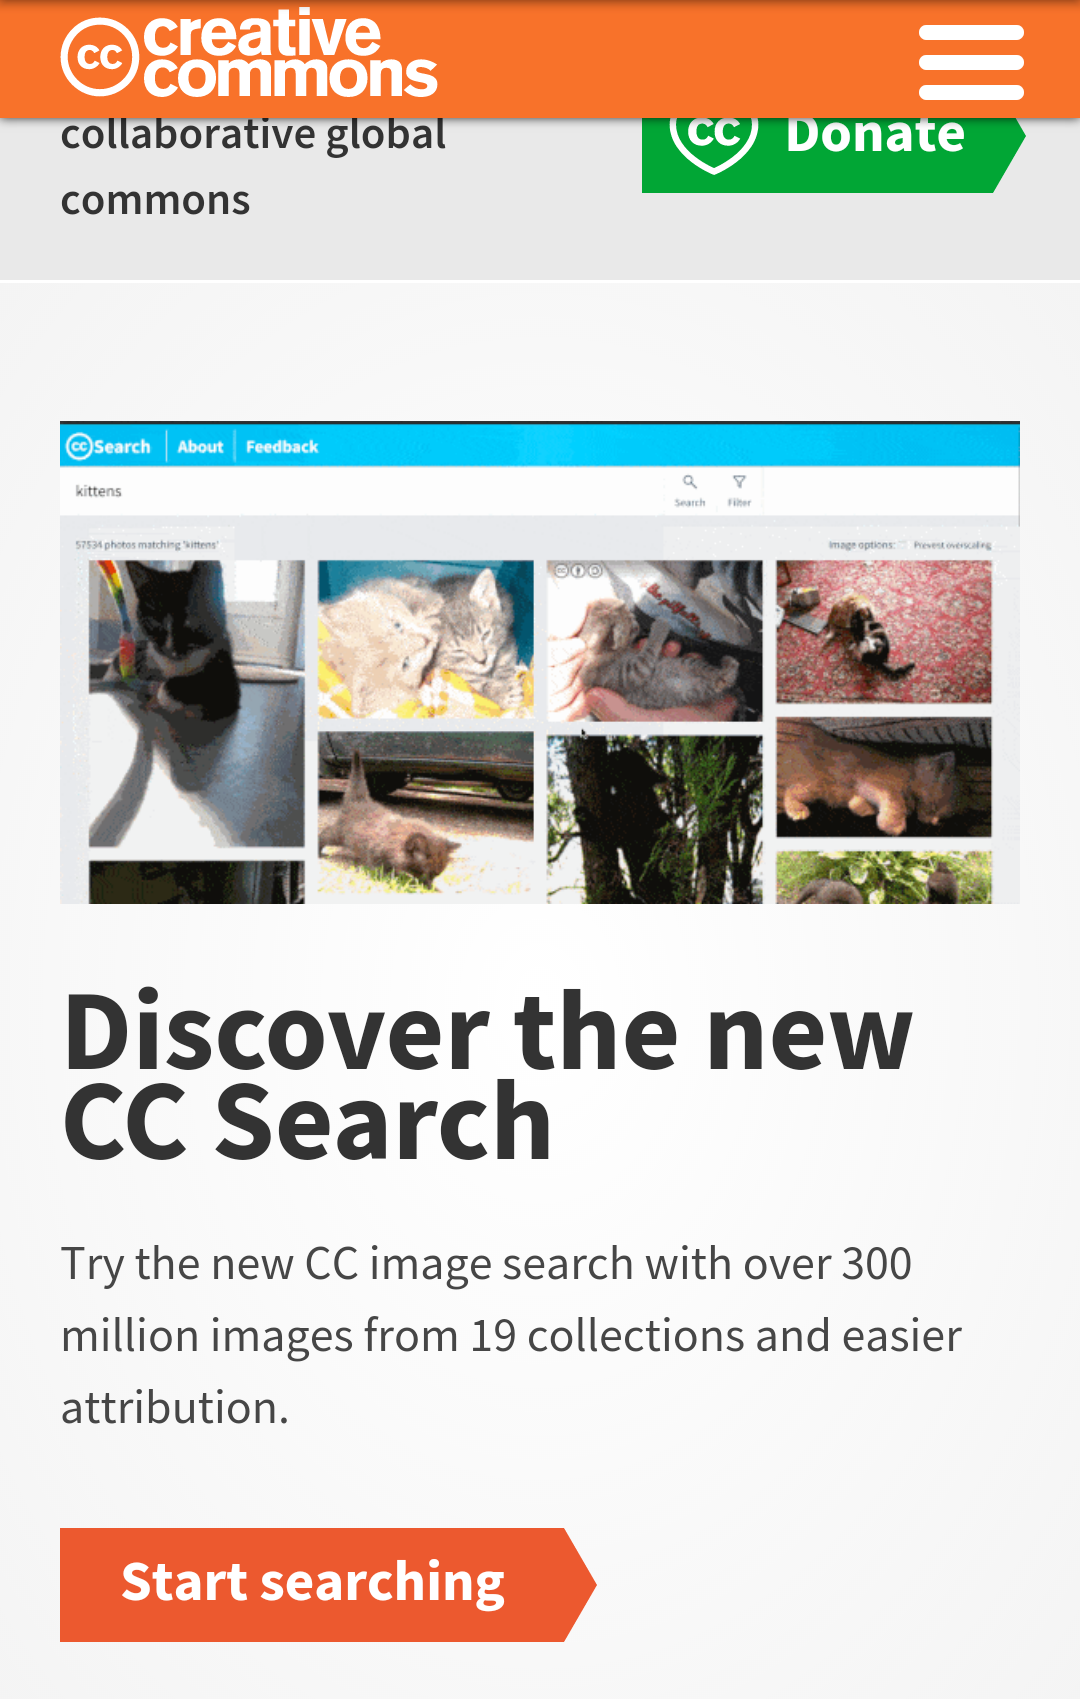 cc creative commons
collaborative global
commons
cc Donate
cc Search About Feedback
kittens
Search Filter
57534 photos matching 'kittens'
Image options: Prevent overscaling
Discover the new
CC Search
Try the new CC image search with over 300
million images from 19 collections and easier
attribution.
Start searching